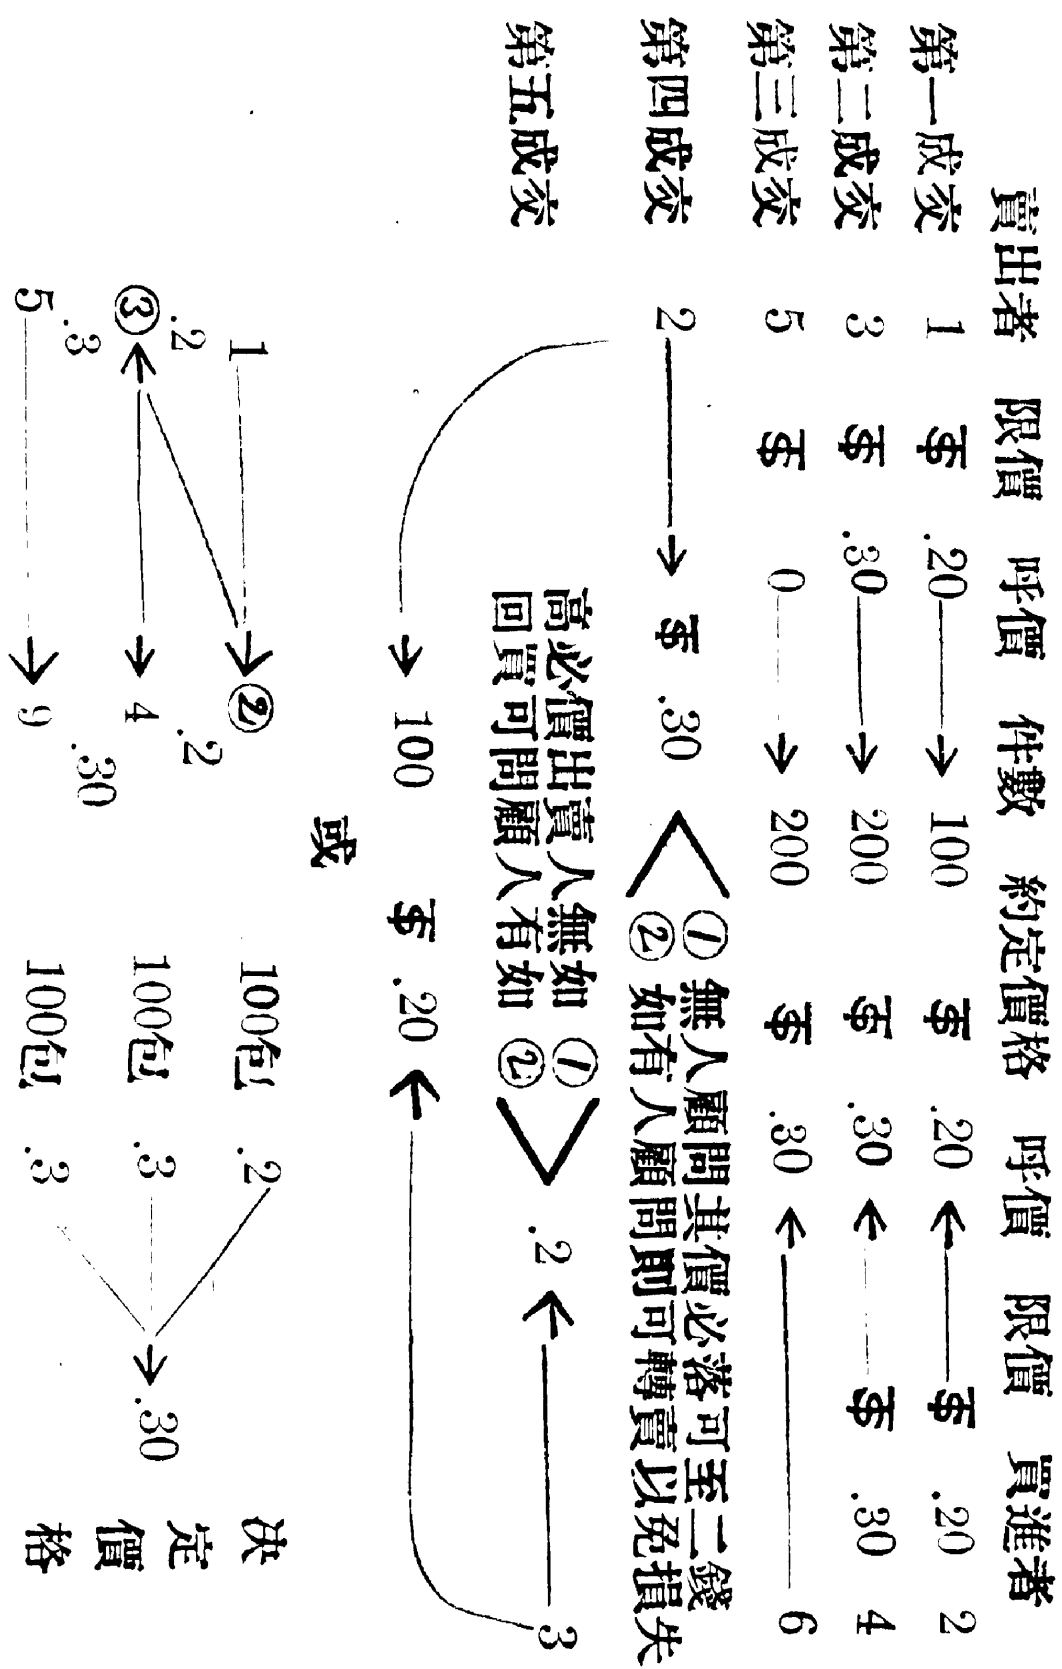 賣出者 限價 呼價 件數 約定價格 呼價 限價 買進者
第一成交 1 $ .20 100 $ .20 $ .20 2
第二成交 3 $ .30 200 $ .30 $ .30 4
第三成交 5 $ 0 200 $ .30 6
第四成交 2 $ .30 ① 無人顧問其價必落可至二錢
② 如有人顧問則可轉賣以免損失
第五成交 ① 如無人賣出價必高
② 如有人顧問可買回 .2 3
100 $ .20
或
1 ② 100包 .2
.2 .2
③ 4 100包 .3 .30
.3 .30
5 9 100包 .3
決定價格